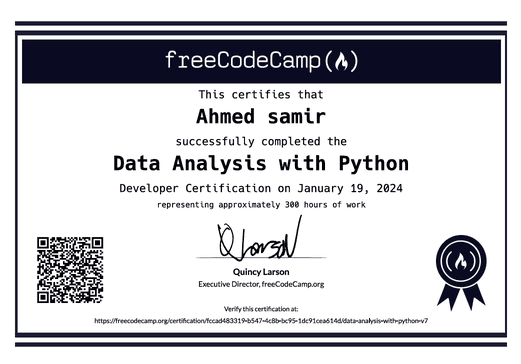 freeCodeCamp
This certifies that
Ahmed samir
successfully completed the
Data Analysis with Python
Developer Certification on January 19, 2024
representing approximately 300 hours of work
Quincy Larson
Executive Director, freeCodeCamp.org
Verify this certification at:
https://freecodecamp.org/certification/fccad483319-b547-4c8b-bc95-1dc91cea614d/data-analysis-with-python-v7